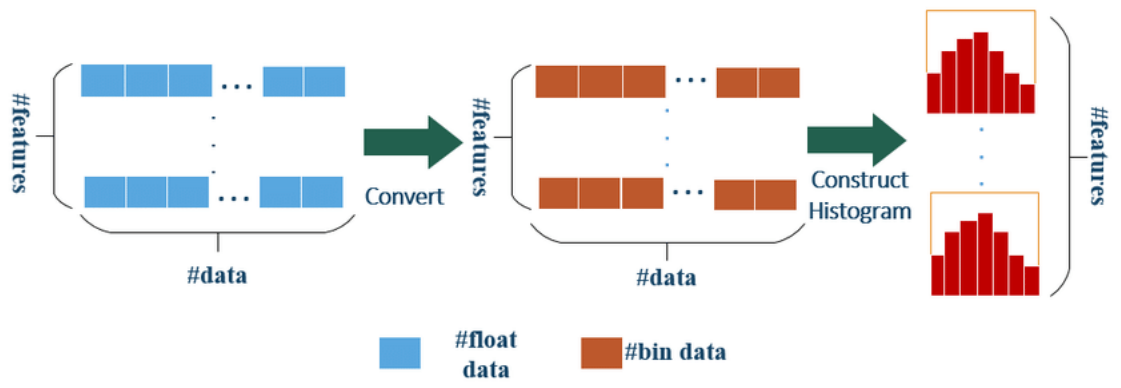 #features
#data
Convert
#features
#data
Construct
Histogram
#features
#float
data
#bin data